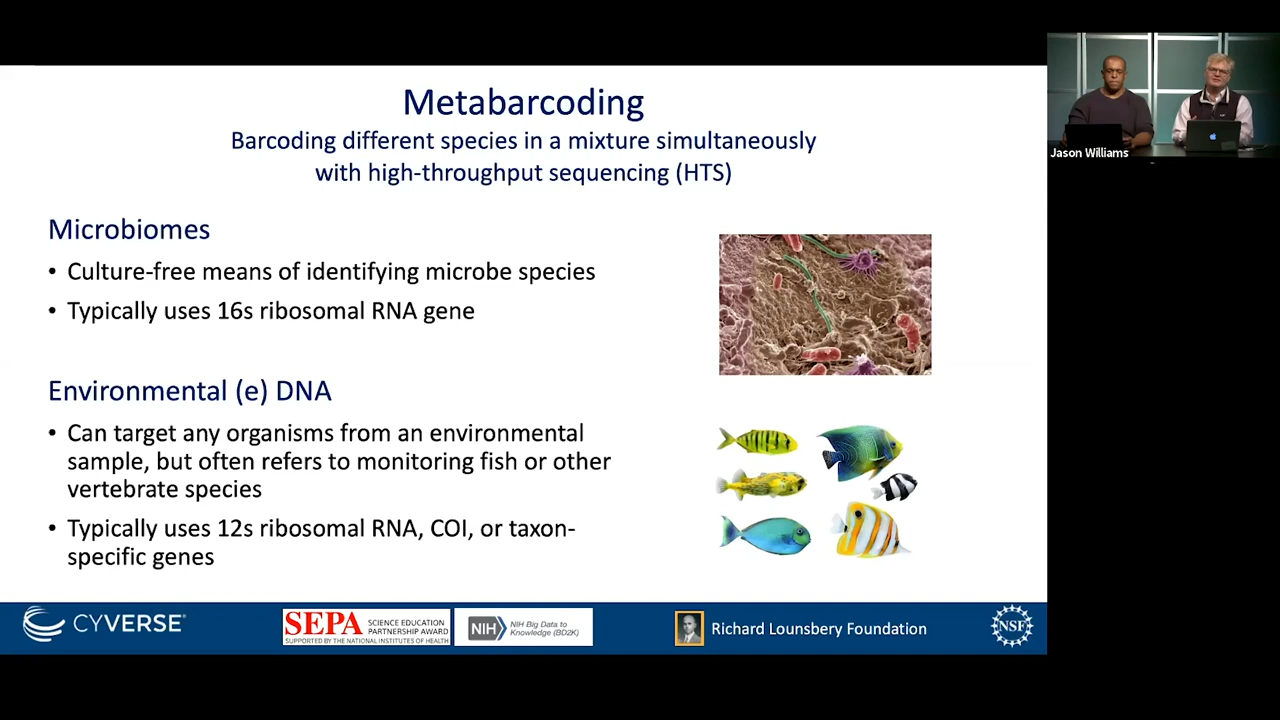 Metabarcoding
Barcoding different species in a mixture simultaneously
with high-throughput sequencing (HTS)
Microbiomes
• Culture-free means of identifying microbe species
• Typically uses 16s ribosomal RNA gene
Environmental (e) DNA
• Can target any organisms from an environmental
sample, but often refers to monitoring fish or other
vertebrate species
• Typically uses 12s ribosomal RNA, COI, or taxon-
specific genes
Jason Williams
CYVERSE®
SEPA SCIENCE EDUCATION
PARTNERSHIP AWARD
SUPPORTED BY THE NATIONAL INSTITUTES OF HEALTH
NIH NIH Big Data to
Knowledge (BD2K)
Richard Lounsbery Foundation
NSF